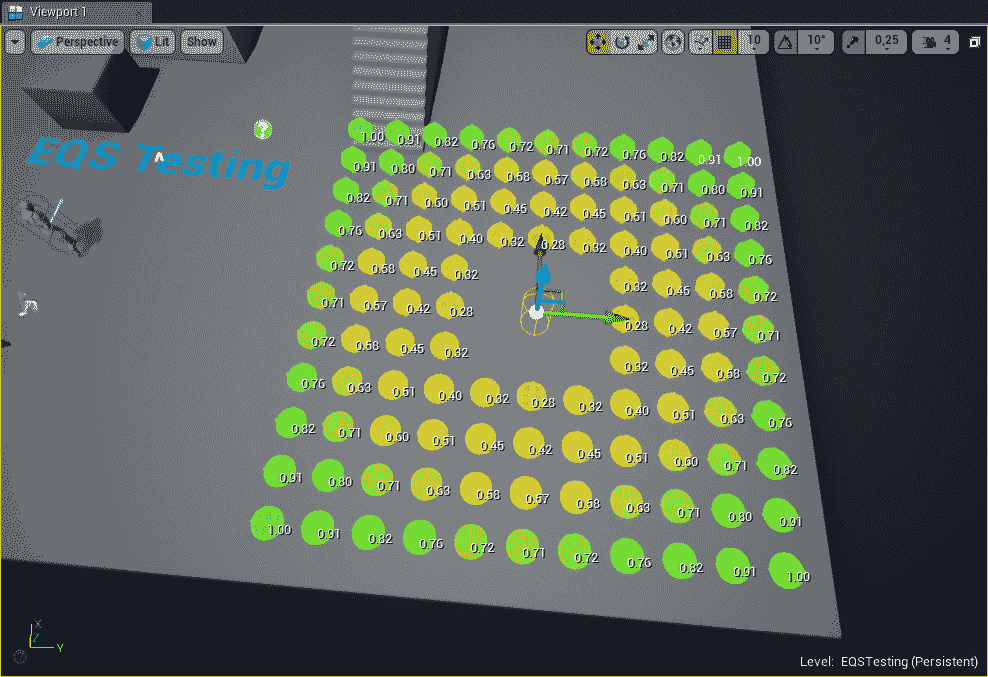 Viewport 1
Perspective Lit Show 10 10° 0,25 4
EQS Testing
?
1.00 0.91 0.82 0.76 0.72 0.71 0.72 0.76 0.82 0.91 1.00
0.91 0.80 0.71 0.63 0.58 0.57 0.58 0.63 0.71 0.80 0.91
0.82 0.71 0.60 0.51 0.45 0.42 0.45 0.51 0.60 0.71 0.82
0.76 0.63 0.51 0.40 0.32 0.28 0.32 0.40 0.51 0.63 0.76
0.72 0.58 0.45 0.32 0.32 0.45 0.58 0.72
0.71 0.57 0.42 0.28 0.28 0.42 0.57 0.71
0.72 0.58 0.45 0.32 0.32 0.45 0.58 0.72
0.76 0.63 0.51 0.40 0.32 0.28 0.32 0.40 0.51 0.63 0.76
0.82 0.71 0.60 0.51 0.45 0.42 0.45 0.51 0.60 0.71 0.82
0.91 0.80 0.71 0.63 0.58 0.57 0.58 0.63 0.71 0.80 0.91
1.00 0.91 0.82 0.76 0.72 0.71 0.72 0.76 0.82 0.91 1.00
X
Z
Y
Level: EQSTesting (Persistent)